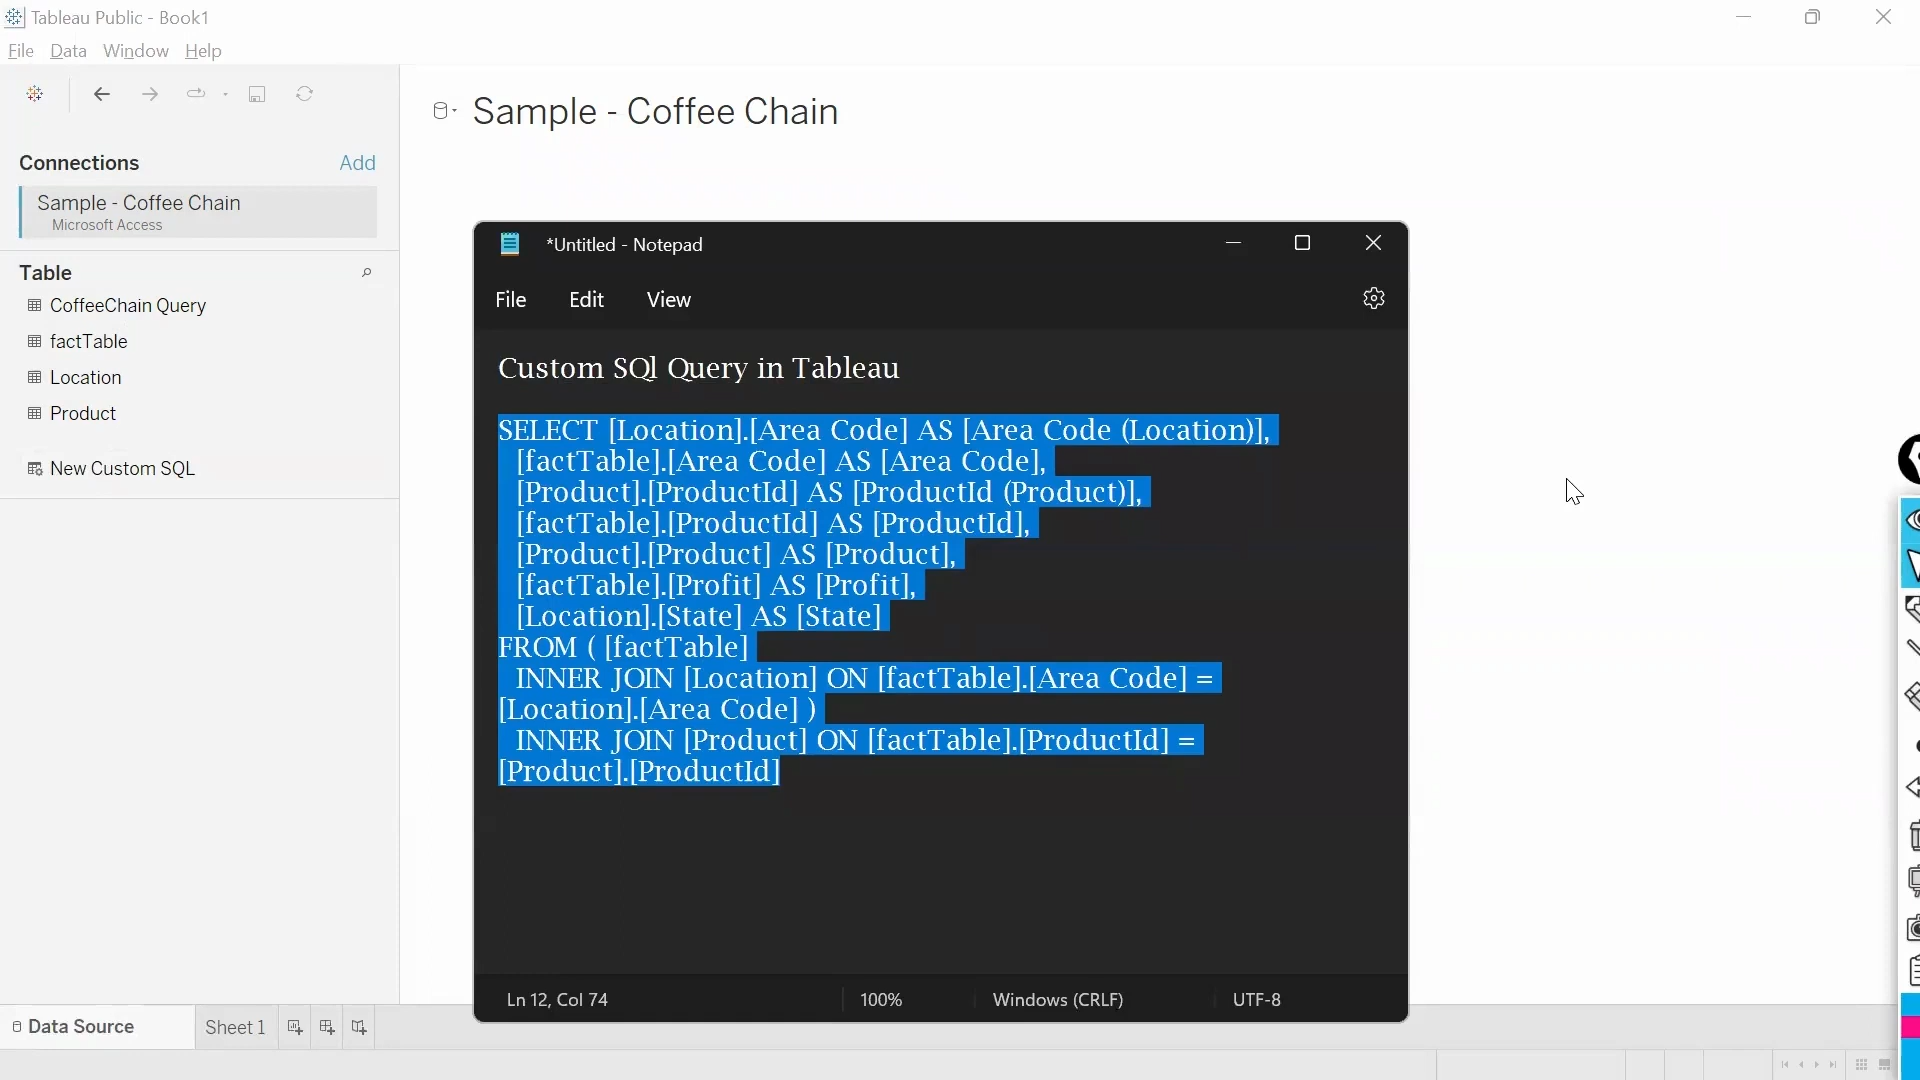 Tableau Public - Book1
File Data Window Help
Sample - Coffee Chain
Connections Add
Sample - Coffee Chain
Microsoft Access
Table
CoffeeChain Query
factTable
Location
Product
New Custom SQL
*Untitled - Notepad
File Edit View
Custom SQl Query in Tableau
SELECT [Location].[Area Code] AS [Area Code (Location)],
[factTable].[Area Code] AS [Area Code],
[Product].[ProductId] AS [ProductId (Product)],
[factTable].[ProductId] AS [ProductId],
[Product].[Product] AS [Product],
[factTable].[Profit] AS [Profit],
[Location].[State] AS [State]
FROM ( [factTable]
INNER JOIN [Location] ON [factTable].[Area Code] =
[Location].[Area Code] )
INNER JOIN [Product] ON [factTable].[ProductId] =
[Product].[ProductId]
Ln 12, Col 74 100% Windows (CRLF) UTF-8
Data Source Sheet 1